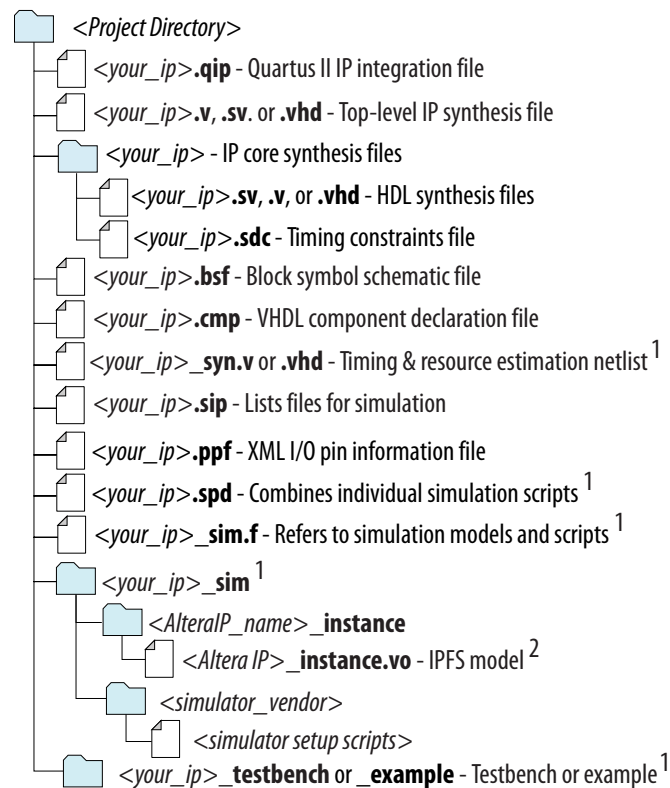 <Project Directory>
<your_ip>.qip - Quartus II IP integration file
<your_ip>.v, .sv. or .vhd - Top-level IP synthesis file
<your_ip> - IP core synthesis files
<your_ip>.sv, .v, or .vhd - HDL synthesis files
<your_ip>.sdc - Timing constraints file
<your_ip>.bsf - Block symbol schematic file
<your_ip>.cmp - VHDL component declaration file
<your_ip>_syn.v or .vhd - Timing & resource estimation netlist 1
<your_ip>.sip - Lists files for simulation
<your_ip>.ppf - XML I/O pin information file
<your_ip>.spd - Combines individual simulation scripts 1
<your_ip>_sim.f - Refers to simulation models and scripts 1
<your_ip>_sim 1
<AlteraIP_name>_instance
<Altera IP>_instance.vo - IPFS model 2
<simulator_vendor>
<simulator setup scripts>
<your_ip>_testbench or _example - Testbench or example 1